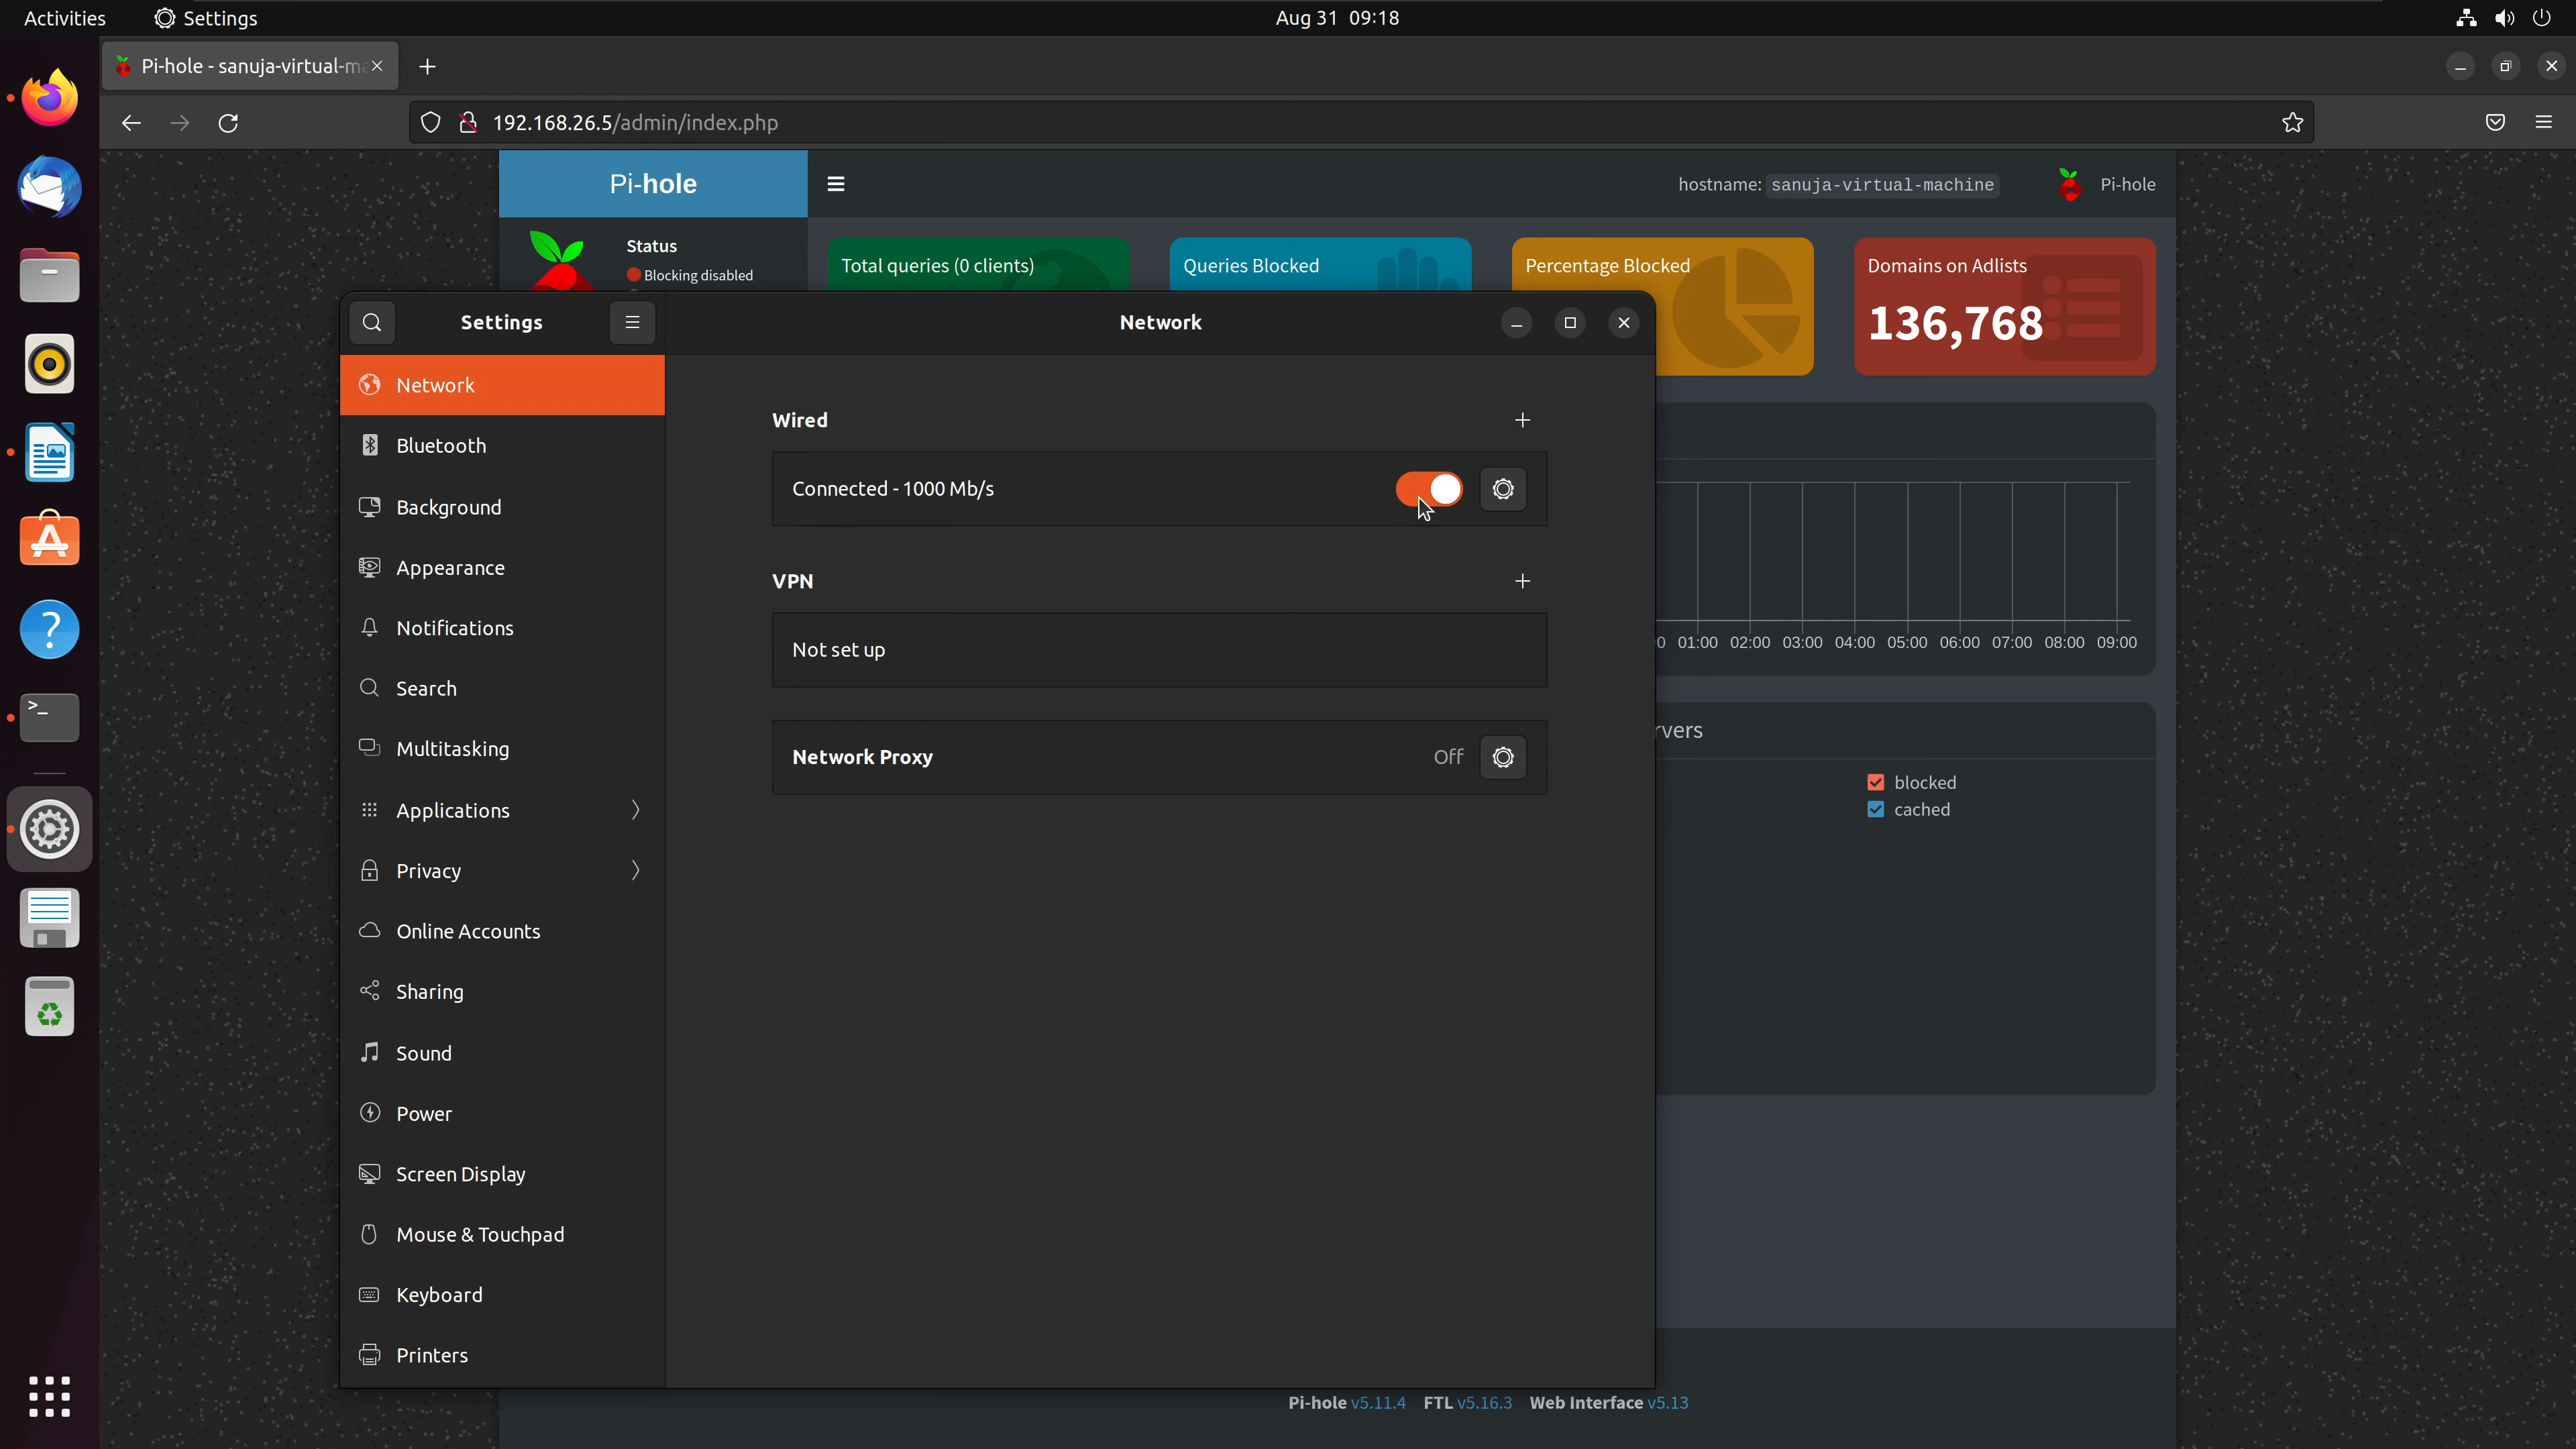 Activities Settings Aug 31 09:18
Pi-hole - sanuja-virtual-ma
192.168.26.5/admin/index.php
Pi-hole hostname: sanuja-virtual-machine Pi-hole
Status
Blocking disabled
Total queries (0 clients)
Queries Blocked
Percentage Blocked
Domains on Adlists
136,768
Settings
Network
Network
Bluetooth
Background
Appearance
Notifications
Search
Multitasking
Applications
Privacy
Online Accounts
Sharing
Sound
Power
Screen Display
Mouse & Touchpad
Keyboard
Printers
Wired
Connected - 1000 Mb/s
VPN
Not set up
Network Proxy Off
0 01:00 02:00 03:00 04:00 05:00 06:00 07:00 08:00 09:00
rvers
blocked
cached
Pi-hole v5.11.4 FTL v5.16.3 Web Interface v5.13